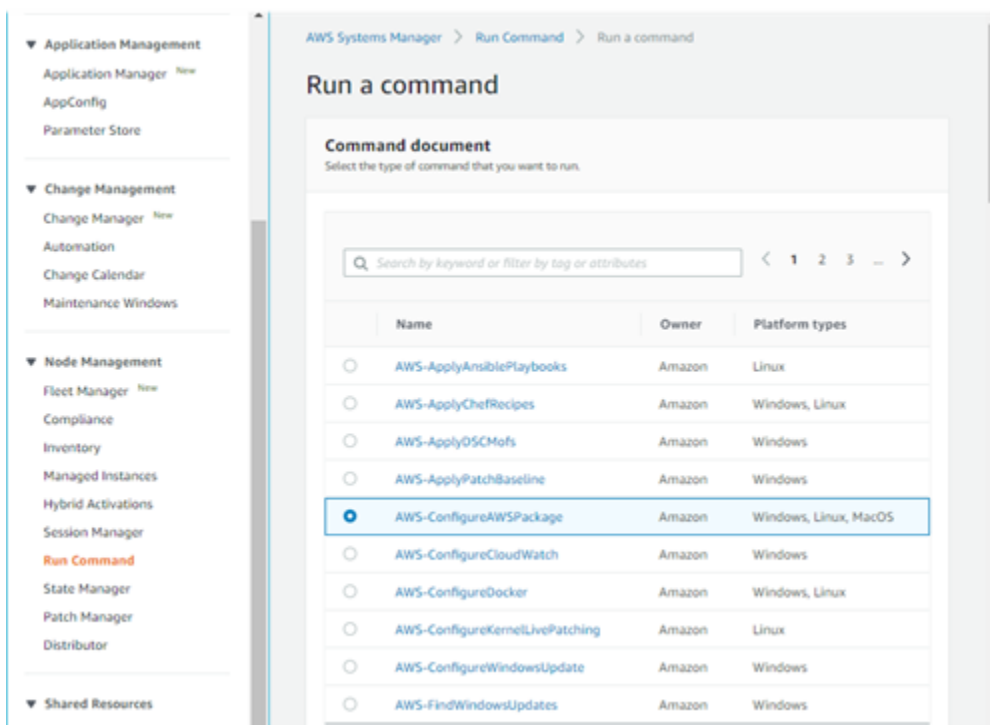 Application Management
Application Manager New
AppConfig
Parameter Store
Change Management
Change Manager New
Automation
Change Calendar
Maintenance Windows
Node Management
Fleet Manager New
Compliance
Inventory
Managed Instances
Hybrid Activations
Session Manager
Run Command
State Manager
Patch Manager
Distributor
Shared Resources
AWS Systems Manager > Run Command > Run a command
Run a command
Command document
Select the type of command that you want to run.
Search by keyword or filter by tag or attributes
< 1 2 3 ... >
Name Owner Platform types
AWS-ApplyAnsiblePlaybooks Amazon Linux
AWS-ApplyChefRecipes Amazon Windows, Linux
AWS-ApplyDSCMofs Amazon Windows
AWS-ApplyPatchBaseline Amazon Windows
AWS-ConfigureAWSPackage Amazon Windows, Linux, MacOS
AWS-ConfigureCloudWatch Amazon Windows
AWS-ConfigureDocker Amazon Windows, Linux
AWS-ConfigureKernelLivePatching Amazon Linux
AWS-ConfigureWindowsUpdate Amazon Windows
AWS-FindWindowsUpdates Amazon Windows